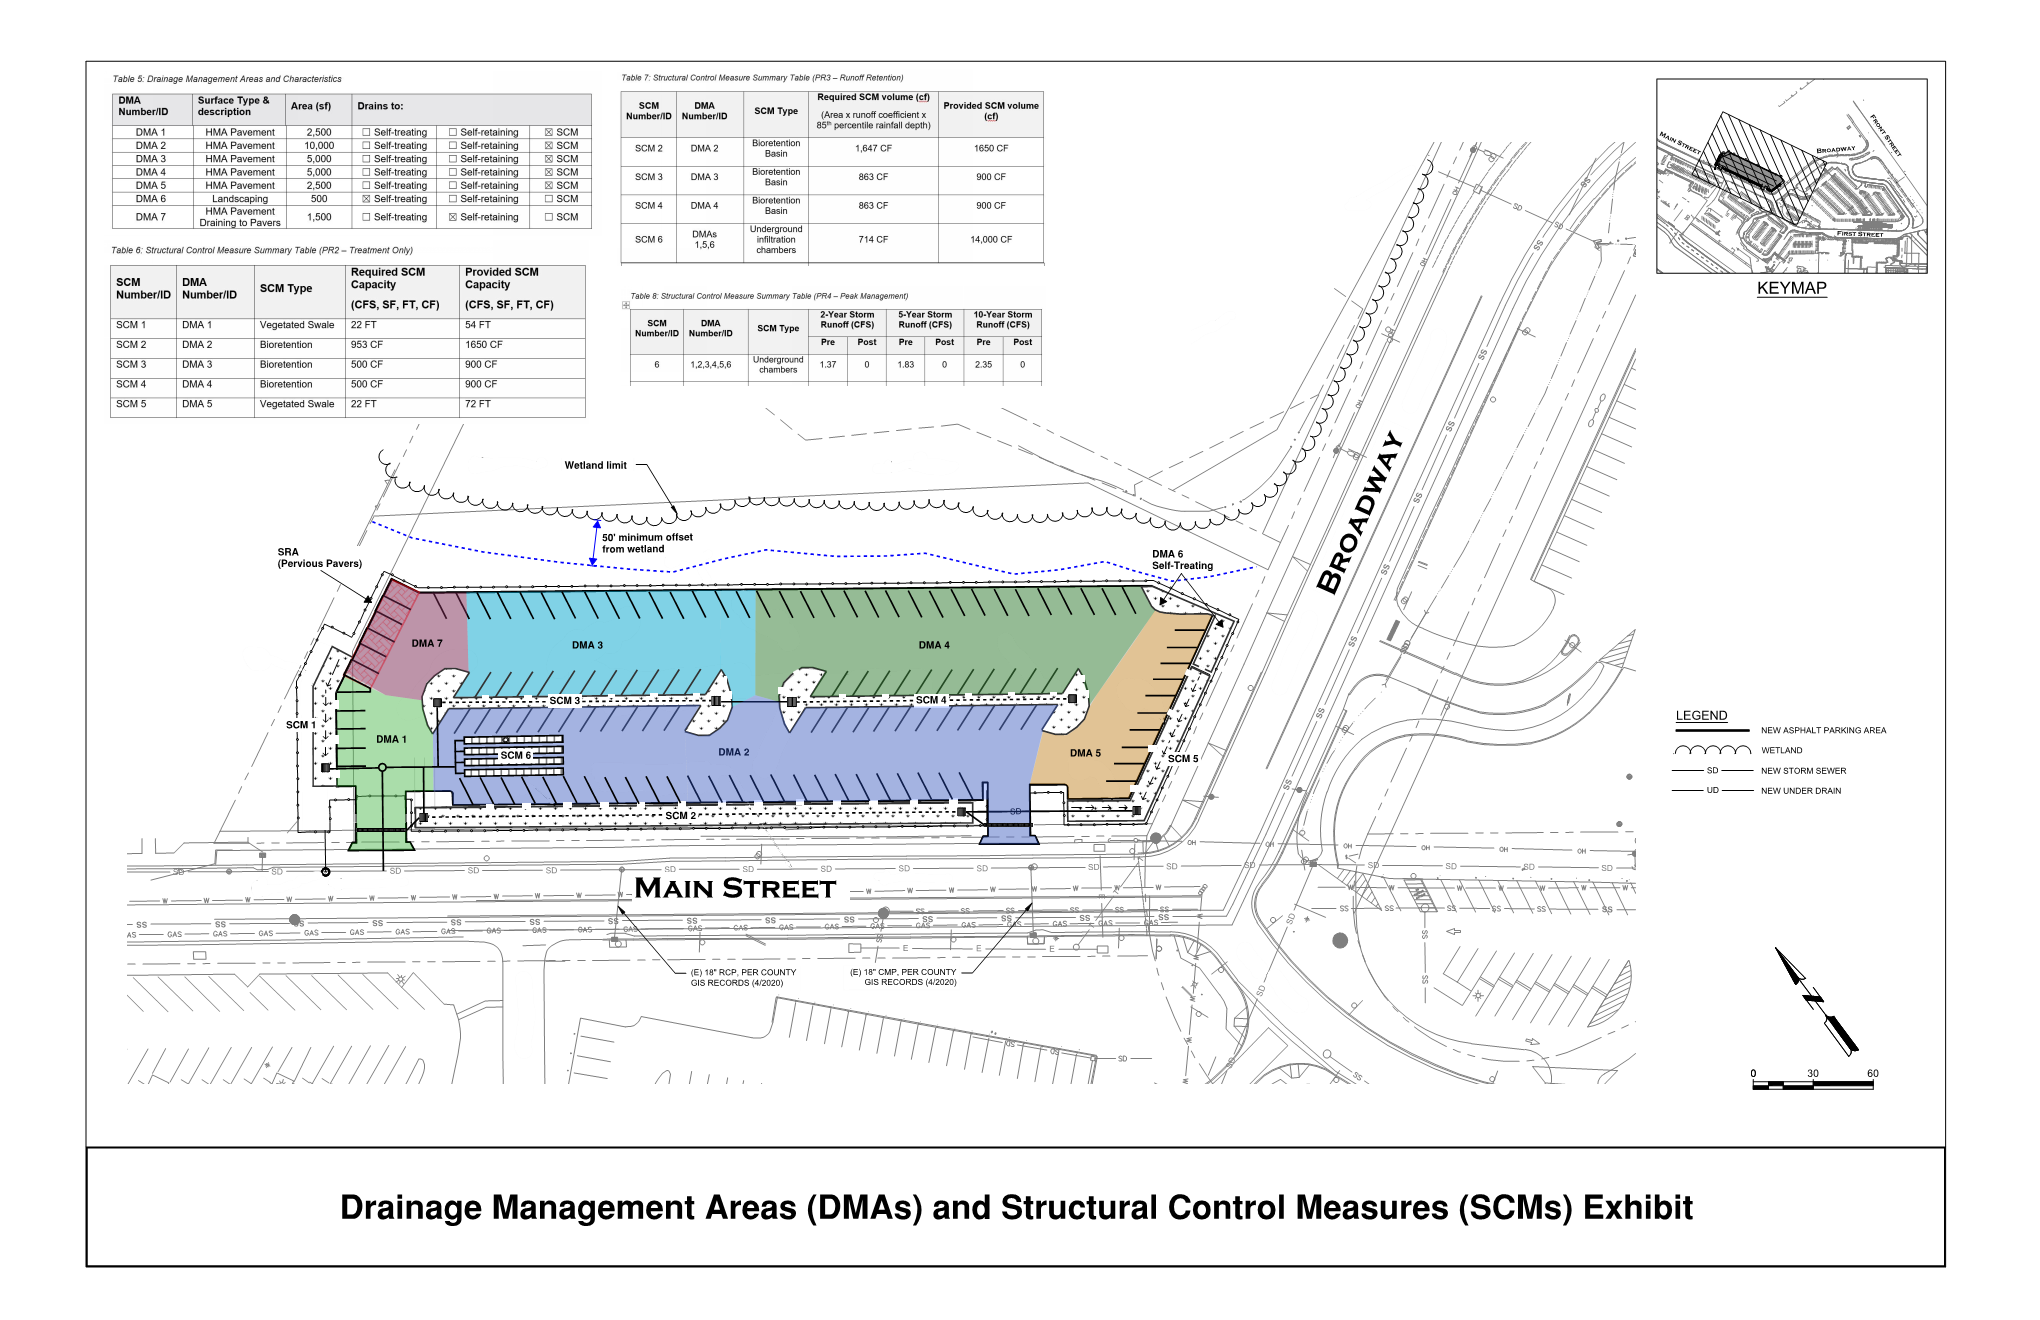 Table 5: Drainage Management Areas and Characteristics
DMA Number/ID | Surface Type & description | Area (sf) | Drains to:
DMA 1 | HMA Pavement | 2,500 | ☐ Self-treating | ☐ Self-retaining | ☒ SCM
DMA 2 | HMA Pavement | 10,000 | ☐ Self-treating | ☐ Self-retaining | ☒ SCM
DMA 3 | HMA Pavement | 5,000 | ☐ Self-treating | ☐ Self-retaining | ☒ SCM
DMA 4 | HMA Pavement | 5,000 | ☐ Self-treating | ☐ Self-retaining | ☒ SCM
DMA 5 | HMA Pavement | 2,500 | ☐ Self-treating | ☐ Self-retaining | ☒ SCM
DMA 6 | Landscaping | 500 | ☒ Self-treating | ☐ Self-retaining | ☐ SCM
DMA 7 | HMA Pavement Draining to Pavers | 1,500 | ☐ Self-treating | ☒ Self-retaining | ☐ SCM
Table 6: Structural Control Measure Summary Table (PR2 – Treatment Only)
SCM Number/ID | DMA Number/ID | SCM Type | Required SCM Capacity (CFS, SF, FT, CF) | Provided SCM Capacity (CFS, SF, FT, CF)
SCM 1 | DMA 1 | Vegetated Swale | 22 FT | 54 FT
SCM 2 | DMA 2 | Bioretention | 953 CF | 1650 CF
SCM 3 | DMA 3 | Bioretention | 500 CF | 900 CF
SCM 4 | DMA 4 | Bioretention | 500 CF | 900 CF
SCM 5 | DMA 5 | Vegetated Swale | 22 FT | 72 FT
Table 7: Structural Control Measure Summary Table (PR3 – Runoff Retention)
SCM Number/ID | DMA Number/ID | SCM Type | Required SCM volume (cf) (Area x runoff coefficient x 85th percentile rainfall depth) | Provided SCM volume (cf)
SCM 2 | DMA 2 | Bioretention Basin | 1,647 CF | 1650 CF
SCM 3 | DMA 3 | Bioretention Basin | 863 CF | 900 CF
SCM 4 | DMA 4 | Bioretention Basin | 863 CF | 900 CF
SCM 6 | DMAs 1,5,6 | Underground infiltration chambers | 714 CF | 14,000 CF
Table 8: Structural Control Measure Summary Table (PR4 – Peak Management)
SCM Number/ID | DMA Number/ID | SCM Type | 2-Year Storm Runoff (CFS) | 5-Year Storm Runoff (CFS) | 10-Year Storm Runoff (CFS)
Pre | Post | Pre | Post | Pre | Post
6 | 1,2,3,4,5,6 | Underground chambers | 1.37 | 0 | 1.83 | 0 | 2.35 | 0
MAIN STREET
BROADWAY
FRONT STREET
FIRST STREET
KEYMAP
Wetland limit
50' minimum offset
from wetland
SRA
(Pervious Pavers)
DMA 6
Self-Treating
DMA 7
DMA 3
DMA 4
SCM 3
SCM 4
SCM 1
DMA 1
SCM 6
DMA 2
DMA 5
SCM 5
SCM 2
SD
BROADWAY
MAIN STREET
(E) 18" RCP, PER COUNTY
GIS RECORDS (4/2020)
(E) 18" CMP, PER COUNTY
GIS RECORDS (4/2020)
LEGEND
NEW ASPHALT PARKING AREA
WETLAND
SD NEW STORM SEWER
UD NEW UNDER DRAIN
0 30 60
Drainage Management Areas (DMAs) and Structural Control Measures (SCMs) Exhibit